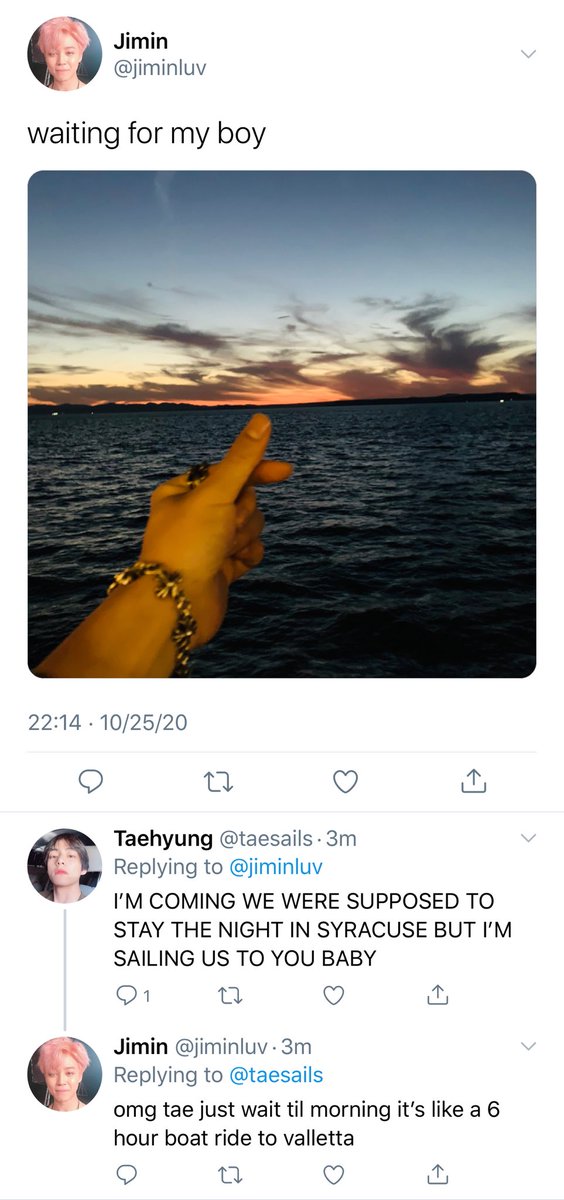 Jimin
@jiminluv
waiting for my boy
22:14 · 10/25/20
Taehyung @taesails · 3m
Replying to @jiminluv
I’M COMING WE WERE SUPPOSED TO
STAY THE NIGHT IN SYRACUSE BUT I’M
SAILING US TO YOU BABY
1
Jimin @jiminluv · 3m
Replying to @taesails
omg tae just wait til morning it’s like a 6
hour boat ride to valletta